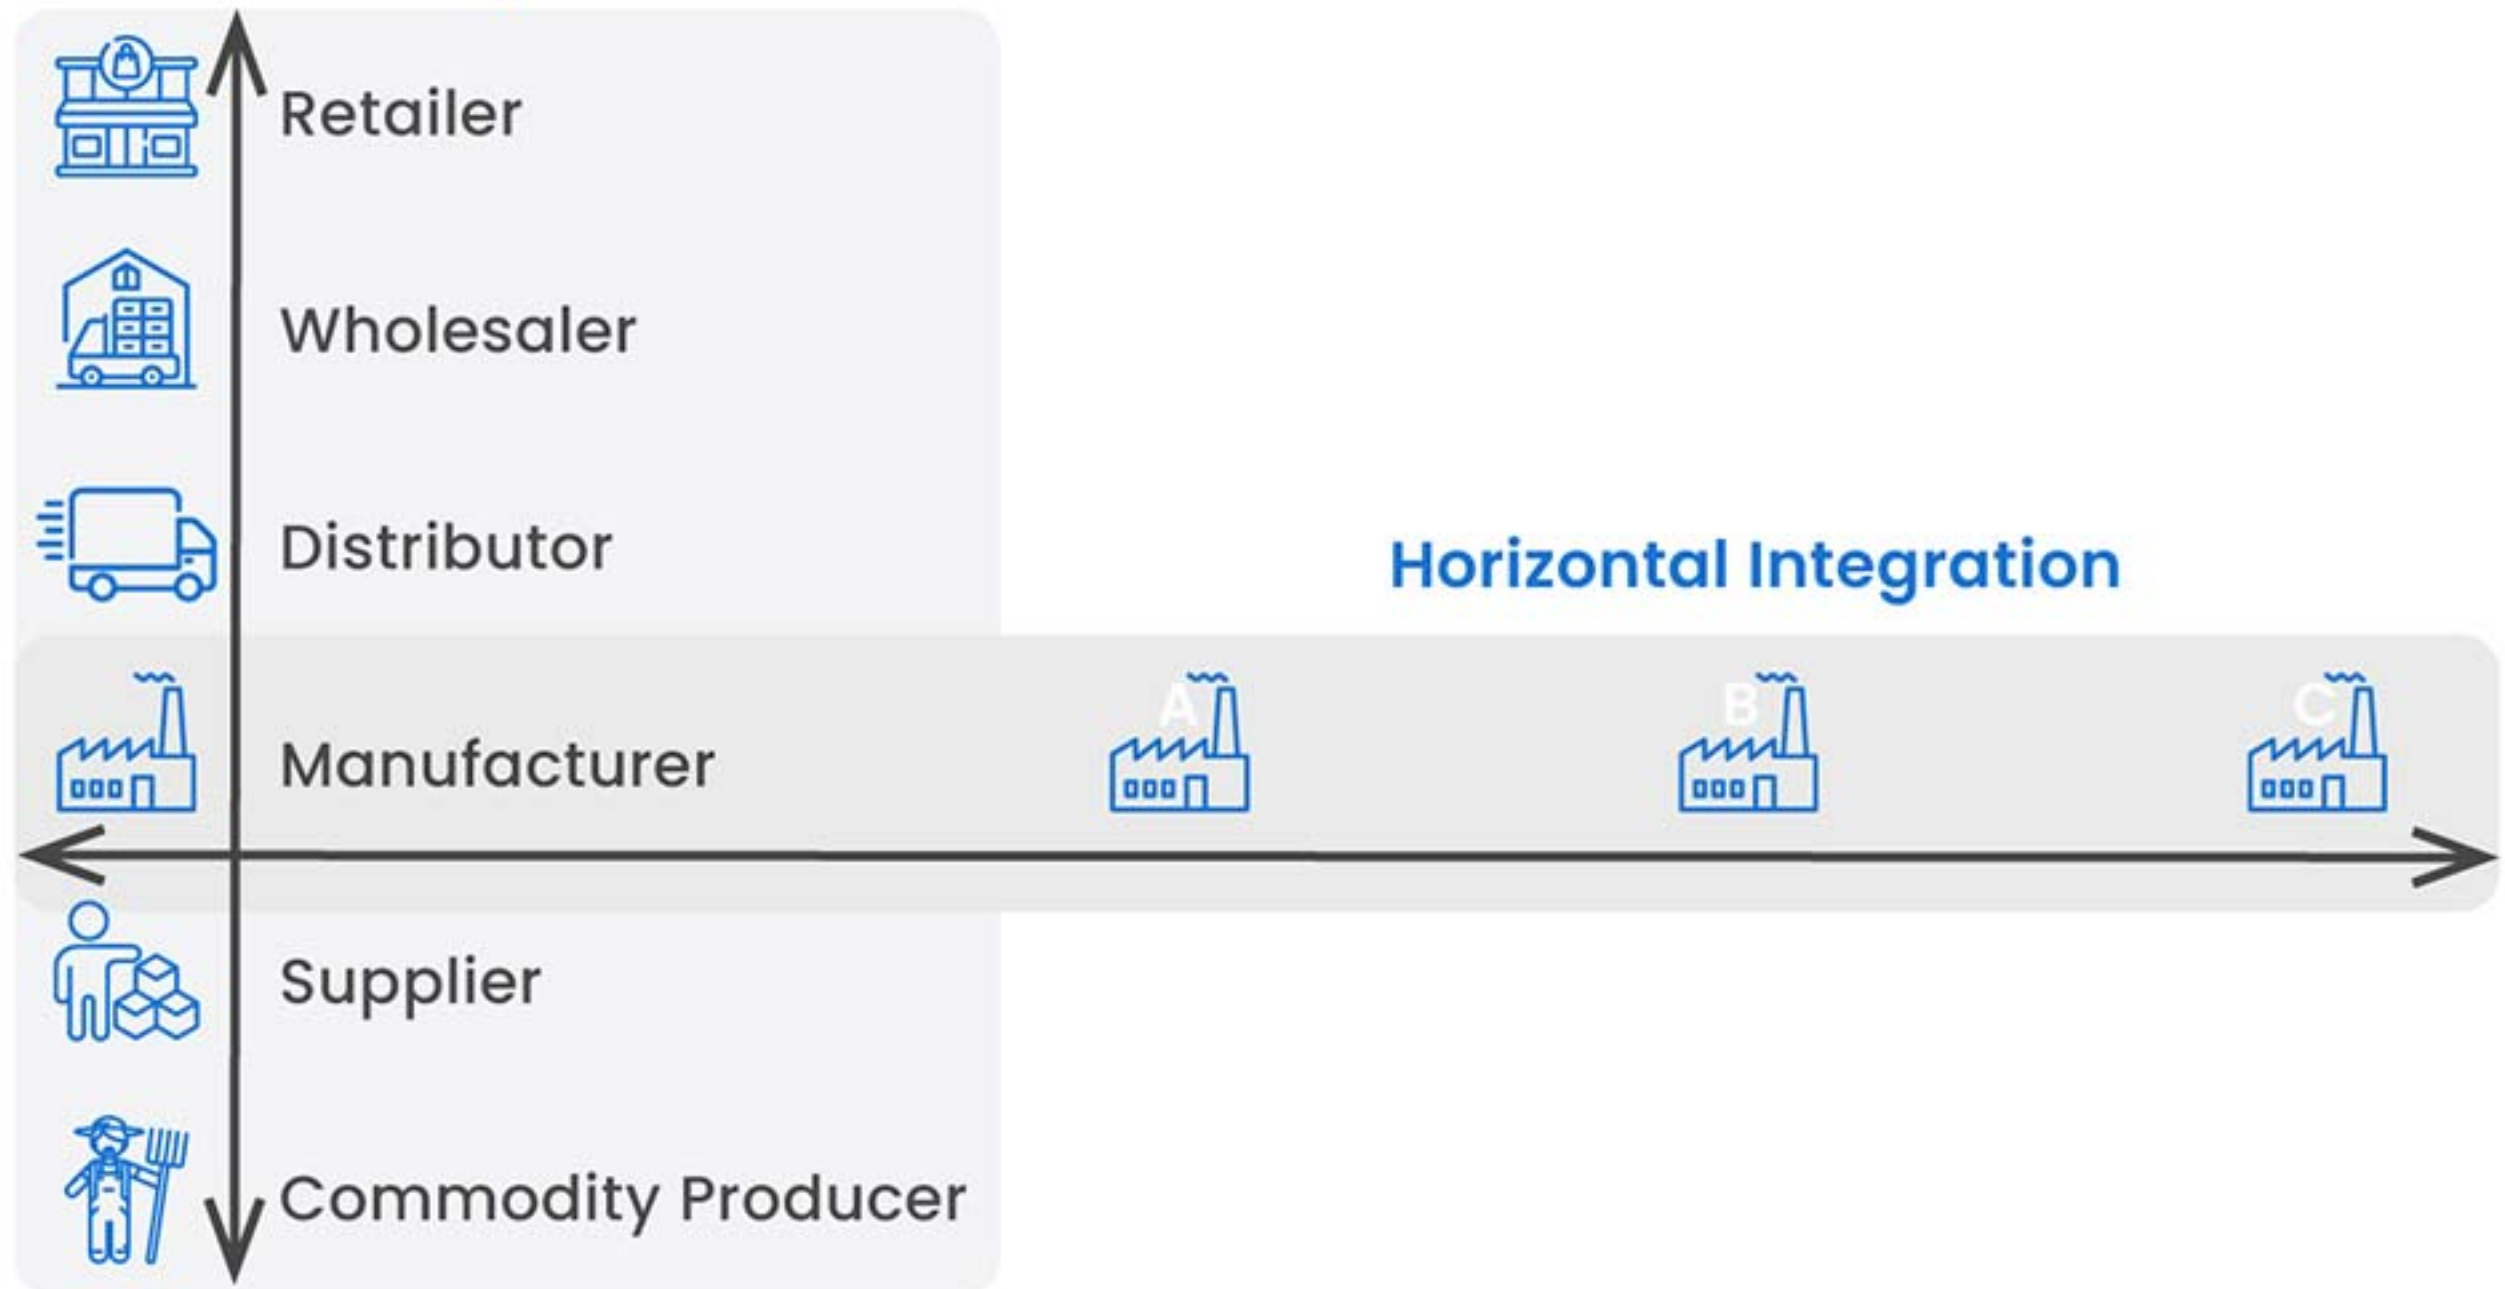 Retailer
Wholesaler
Distributor
Horizontal Integration
A B C
Manufacturer
Supplier
Commodity Producer